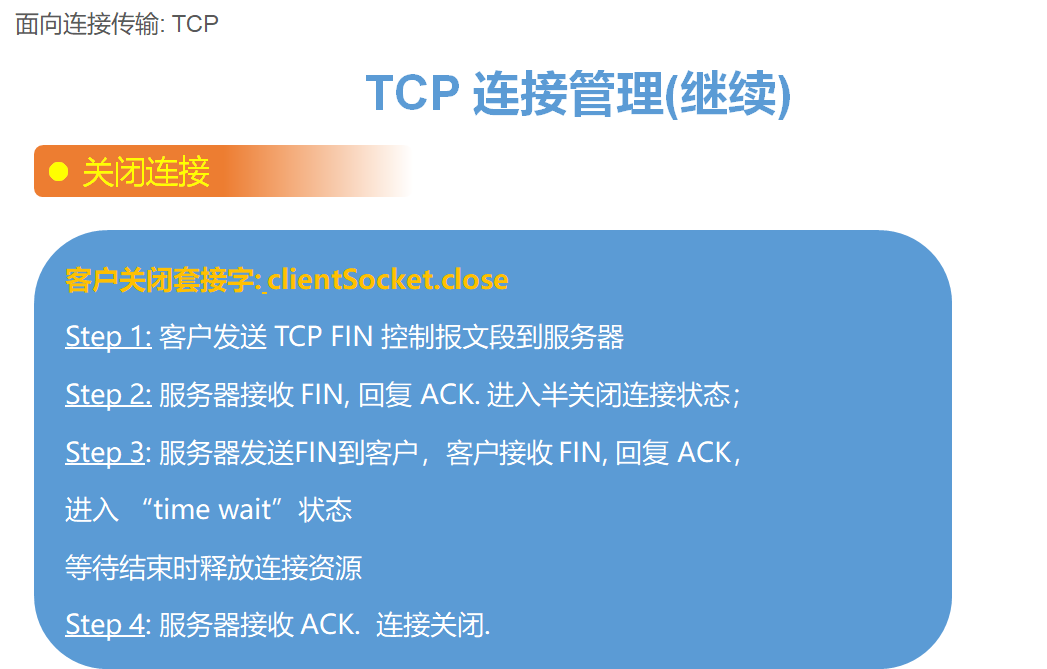 面向连接传输: TCP
TCP 连接管理(继续)
关闭连接
客户关闭套接字: clientSocket.close
Step 1: 客户发送 TCP FIN 控制报文段到服务器
Step 2: 服务器接收 FIN, 回复 ACK. 进入半关闭连接状态；
Step 3: 服务器发送FIN到客户，客户接收 FIN, 回复 ACK，
进入 “time wait”状态
等待结束时释放连接资源
Step 4: 服务器接收 ACK. 连接关闭.